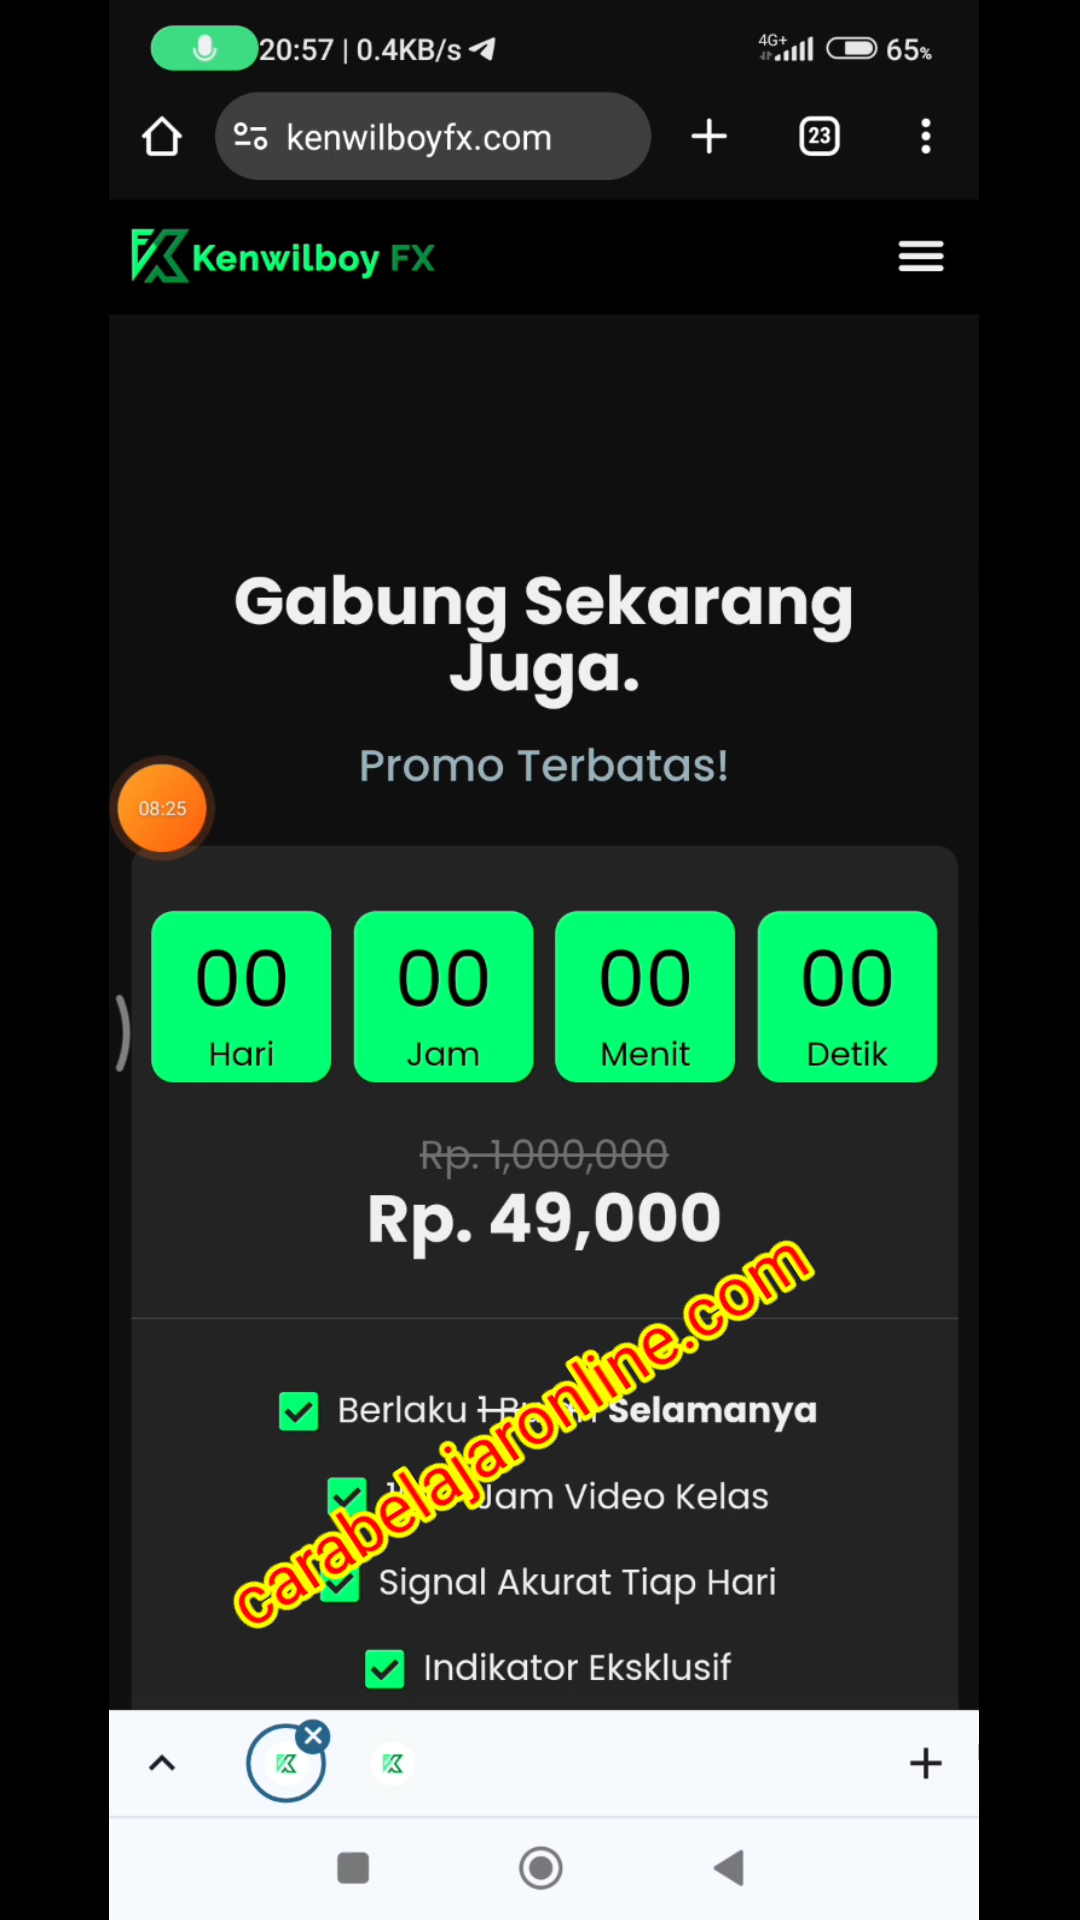 20:57 | 0.4KB/s
4G+ 65%
kenwilboyfx.com
23
Kenwilboy FX
Gabung Sekarang
Juga.
Promo Terbatas!
08:25
00 00 00 00
Hari Jam Menit Detik
Rp. 1,000,000
Rp. 49,000
carabelajaronline.com
Berlaku Selamanya
Jam Video Kelas
Signal Akurat Tiap Hari
Indikator Eksklusif